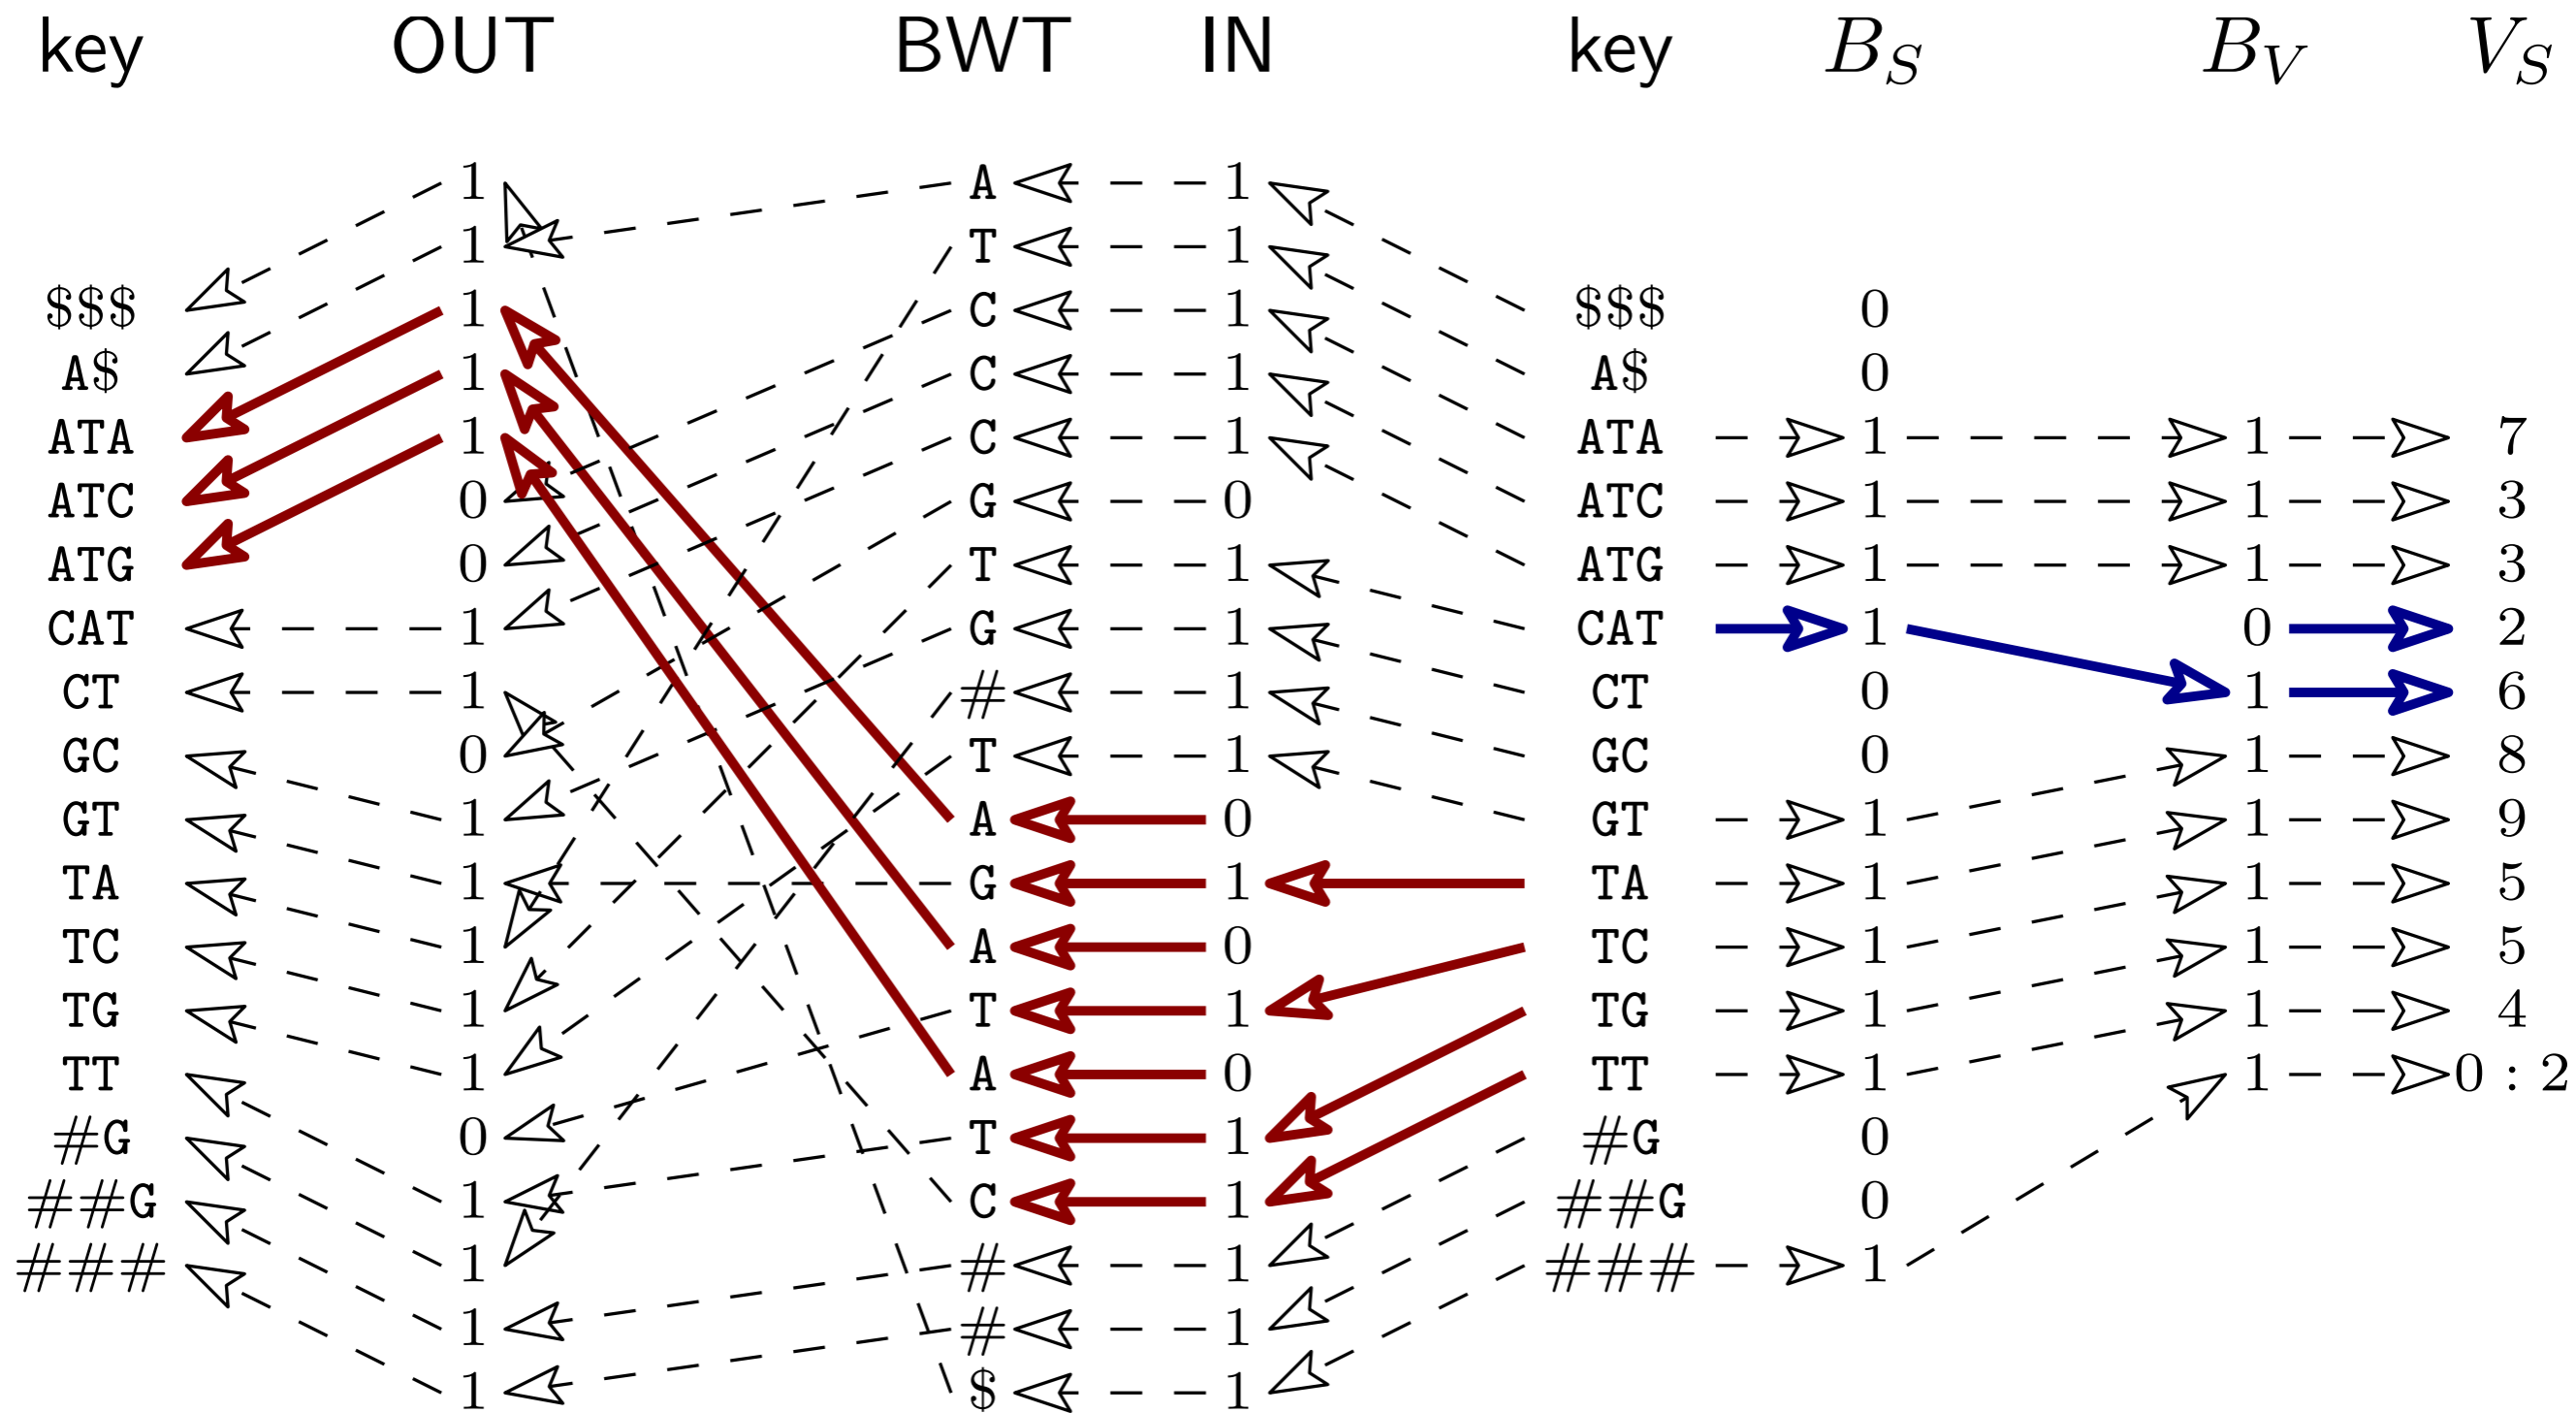 key OUT BWT IN key B_S B_V V_S
1 A 1
1 T 1
$$$ 1 C 1 $$$ 0
A$ 1 C 1 A$ 0
ATA 1 C 1 ATA 1 1 7
ATC 0 G 0 ATC 1 1 3
ATG 0 T 1 ATG 1 1 3
CAT 1 G 1 CAT 1 0 2
CT 1 # 1 CT 0 1 6
GC 0 T 1 GC 0 1 8
GT 1 A 0 GT 1 1 9
TA 1 G 1 TA 1 1 5
TC 1 A 0 TC 1 1 5
TG 1 T 1 TG 1 1 4
TT 1 A 0 TT 1 1 0 : 2
#G 0 T 1 #G 0
##G 1 C 1 ##G 0
### 1 # 1 ### 1
1 # 1
1 $ 1